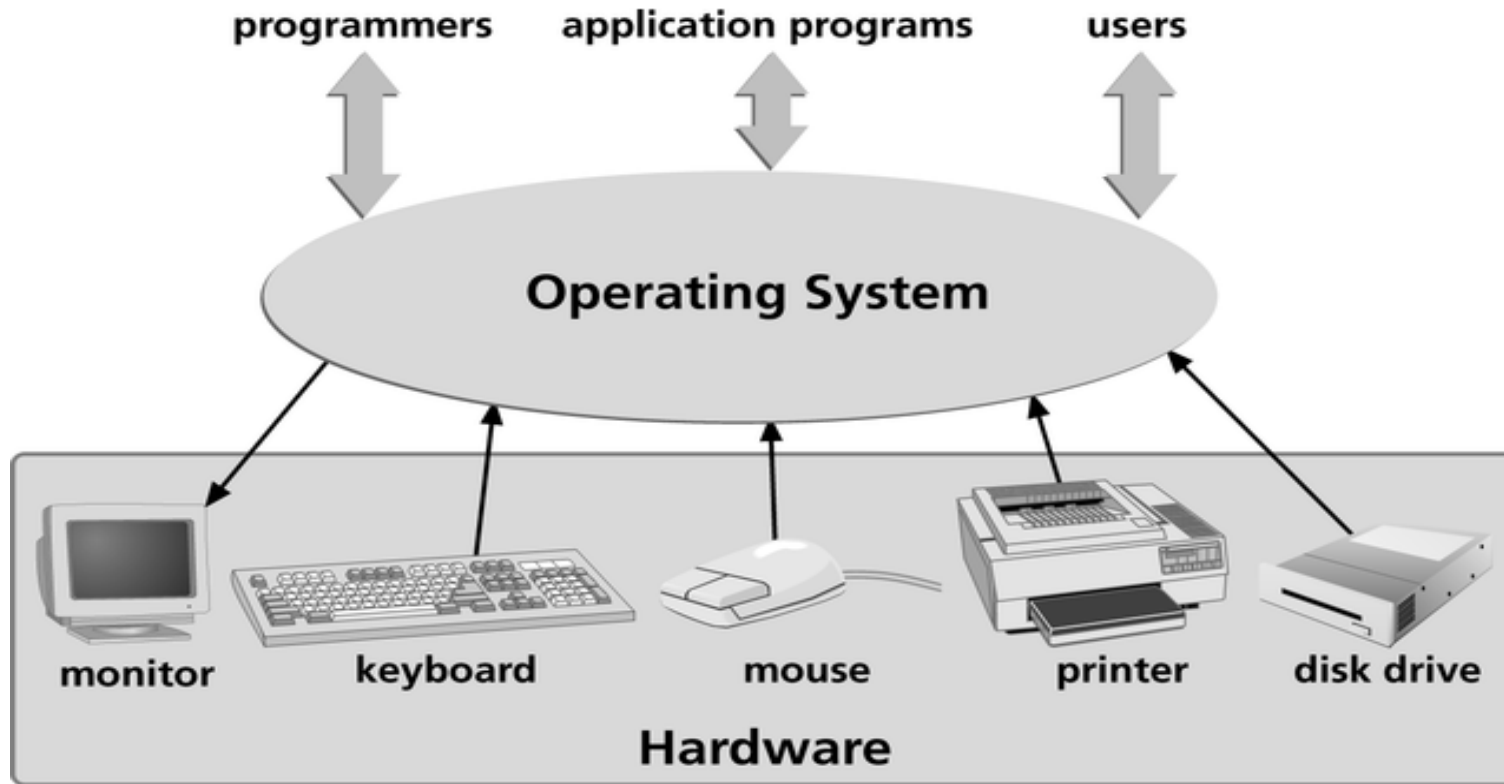 programmers
application programs
users
Operating System
monitor
keyboard
mouse
printer
disk drive
Hardware